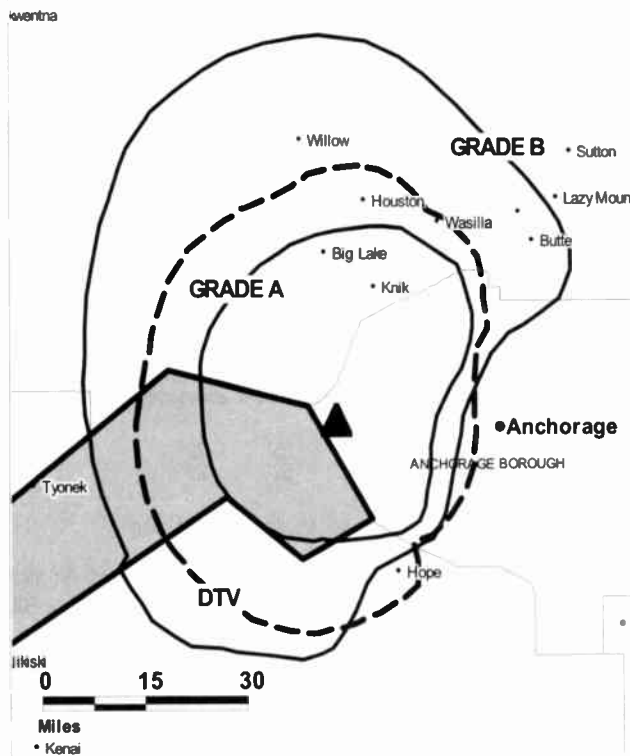 kwentna
Willow
GRADE B
Sutton
Houston
Lazy Moun
Wasilla
Big Lake
Butte
GRADE A
Knik
Anchorage
ANCHORAGE BOROUGH
Tyonek
Hope
DTV
0 15 30
Miles
Kenai